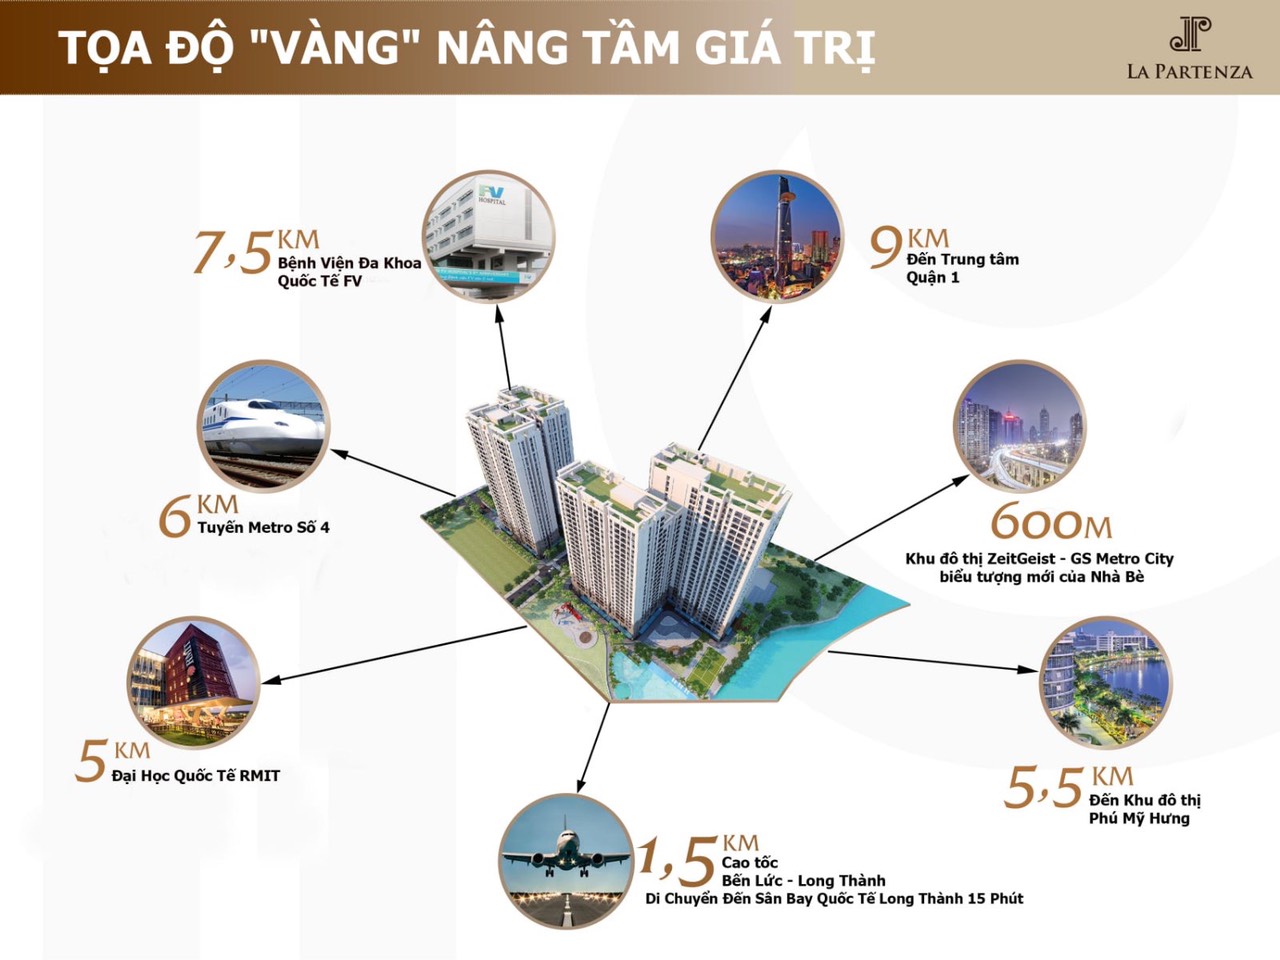 TỌA ĐỘ "VÀNG" NÂNG TẦM GIÁ TRỊ
LA PARTENZA
7,5 KM
Bệnh Viện Đa Khoa
Quốc Tế FV
FV
HOSPITAL
9 KM
Đến Trung tâm
Quận 1
6 KM
Tuyến Metro Số 4
600M
Khu đô thị ZeitGeist - GS Metro City
biểu tượng mới của Nhà Bè
RMIT
5 KM
Đại Học Quốc Tế RMIT
5,5 KM
Đến Khu đô thị
Phú Mỹ Hưng
1,5 KM
Cao tốc
Bến Lức - Long Thành
Di Chuyển Đến Sân Bay Quốc Tế Long Thành 15 Phút